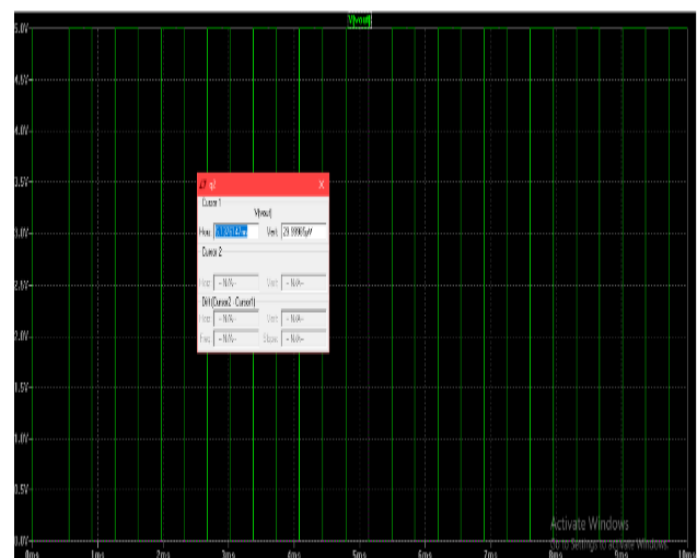 V[vout]
5.0V
4.5V
4.0V
3.5V
q2 X
Cursor 1
V[vout]
Horz: Vert:
3.0V
Cursor 2
2.5V
Horz: --N/A-- Vert: --N/A--
Diff (Cursor2 - Cursor1)
Horz: --N/A-- Vert: --N/A--
Freq: --N/A-- Slope: --N/A--
2.0V
1.5V
1.0V
0.5V
Activate Windows
Go to Settings to activate Windows.
0.0V
0ms 1ms 2ms 3ms 4ms 5ms 6ms 7ms 8ms 9ms 10ms